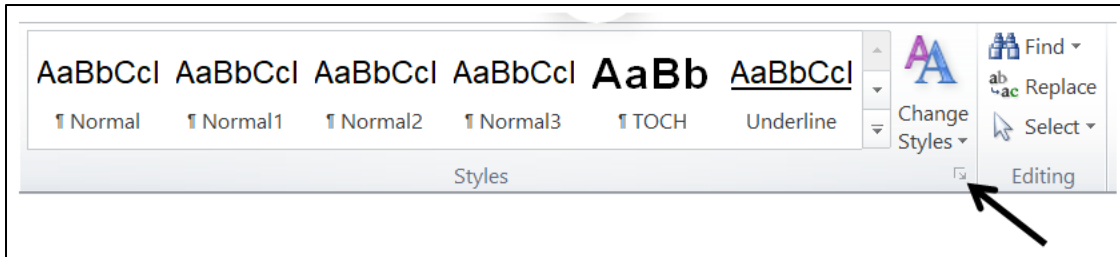 AaBbCcI AaBbCcI AaBbCcI AaBbCcI AaBb AaBbCcI
¶ Normal ¶ Normal1 ¶ Normal2 ¶ Normal3 ¶ TOCH Underline
Styles
Change
Styles
Find
Replace
Select
Editing